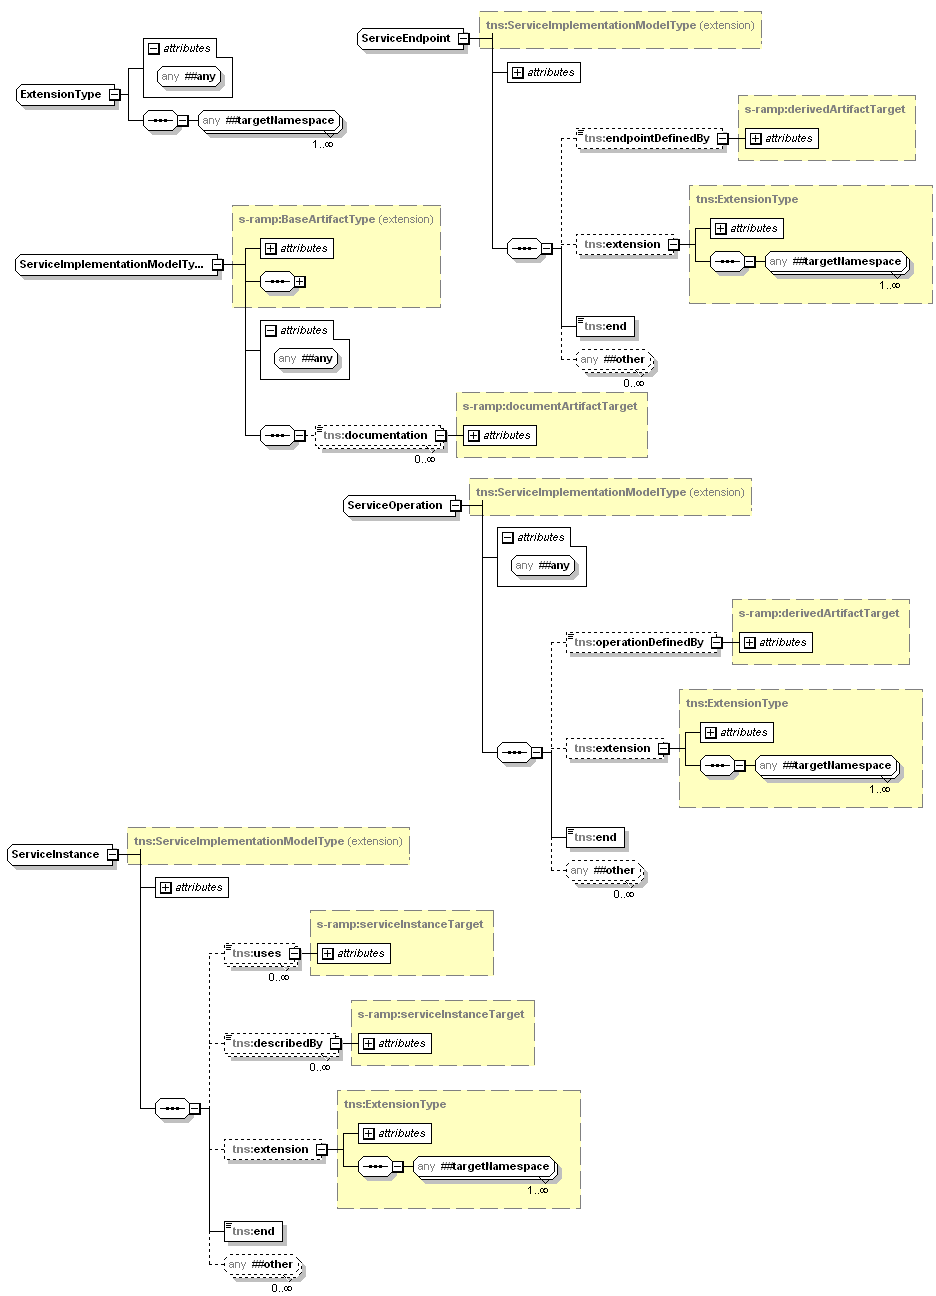 ExtensionType
attributes
any ##any
any ##targetNamespace
1..∞
ServiceEndpoint
tns:ServiceImplementationModelType (extension)
attributes
tns:endpointDefinedBy
s-ramp:derivedArtifactTarget
attributes
tns:extension
tns:ExtensionType
attributes
any ##targetNamespace
1..∞
tns:end
any ##other
0..∞
ServiceImplementationModelTy...
s-ramp:BaseArtifactType (extension)
attributes
attributes
any ##any
tns:documentation
0..∞
s-ramp:documentArtifactTarget
attributes
ServiceOperation
tns:ServiceImplementationModelType (extension)
attributes
any ##any
tns:operationDefinedBy
s-ramp:derivedArtifactTarget
attributes
tns:extension
tns:ExtensionType
attributes
any ##targetNamespace
1..∞
tns:end
any ##other
0..∞
ServiceInstance
tns:ServiceImplementationModelType (extension)
attributes
tns:uses
0..∞
s-ramp:serviceInstanceTarget
attributes
tns:describedBy
0..∞
s-ramp:serviceInstanceTarget
attributes
tns:extension
tns:ExtensionType
attributes
any ##targetNamespace
1..∞
tns:end
any ##other
0..∞